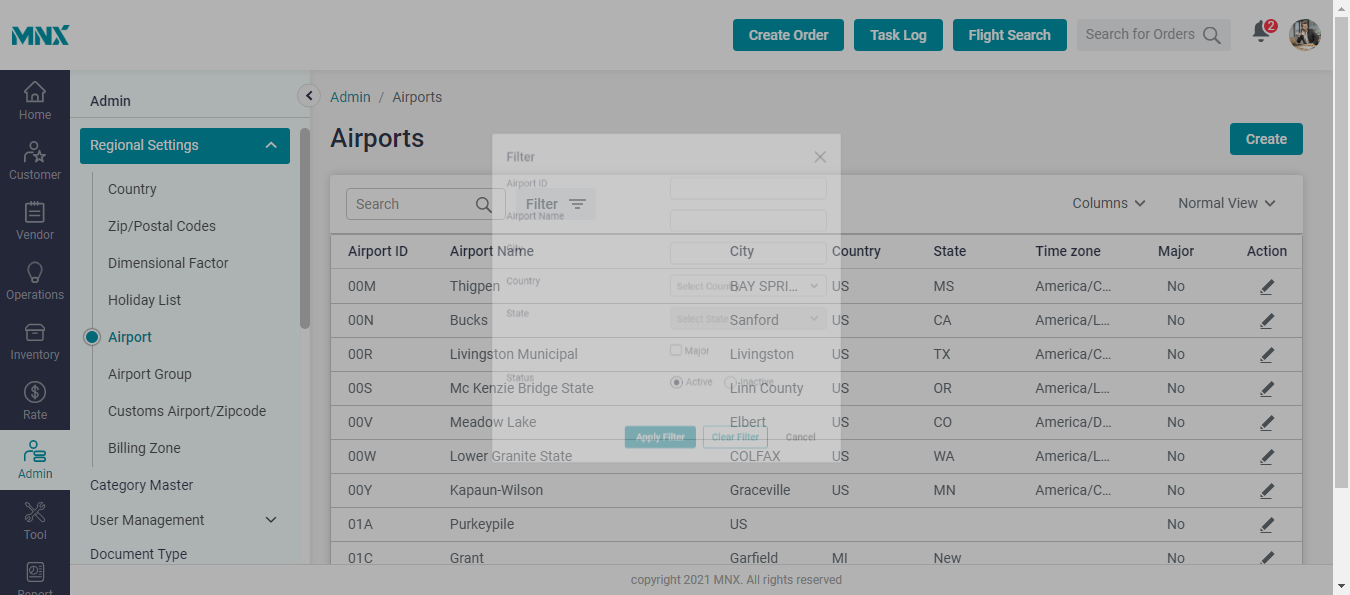 MNX
Create Order
Task Log
Flight Search
Search for Orders
2
Home
Customer
Vendor
Operations
Inventory
Rate
Admin
Tool
Report
Admin
Regional Settings
Country
Zip/Postal Codes
Dimensional Factor
Holiday List
Airport
Airport Group
Customs Airport/Zipcode
Billing Zone
Category Master
User Management
Document Type
Admin / Airports
Airports
Create
Search
Filter
Columns
Normal View
Airport ID Airport Name City Country State Time zone Major Action
00M Thigpen BAY SPRI... US MS America/C... No
00N Bucks Sanford US CA America/L... No
00R Livingston Municipal Livingston US TX America/C... No
00S Mc Kenzie Bridge State Linn County US OR America/L... No
00V Meadow Lake Elbert US CO America/D... No
00W Lower Granite State COLFAX US WA America/L... No
00Y Kapaun-Wilson Graceville US MN America/C... No
01A Purkeypile US No
01C Grant Garfield MI New No
Filter
Airport ID
Airport Name
City
Country
Select Country
State
Select State
Major
Status
Active
Inactive
Apply Filter
Clear Filter
Cancel
copyright 2021 MNX. All rights reserved